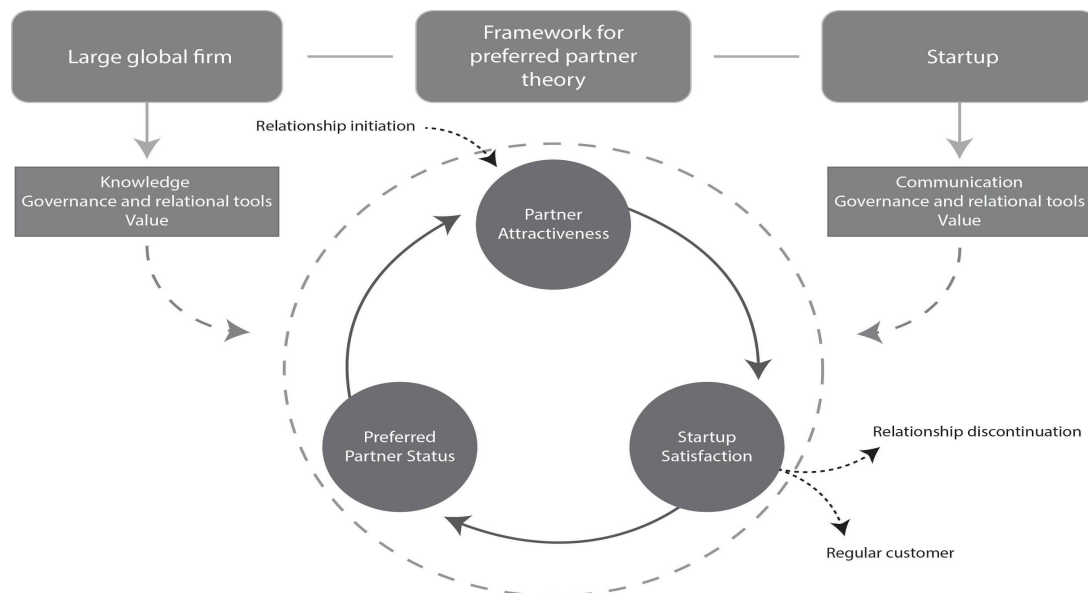 Large global firm
Framework for
preferred partner
theory
Startup
Relationship initiation
Knowledge
Governance and relational tools
Value
Communication
Governance and relational tools
Value
Partner
Attractiveness
Preferred
Partner Status
Startup
Satisfaction
Relationship discontinuation
Regular customer